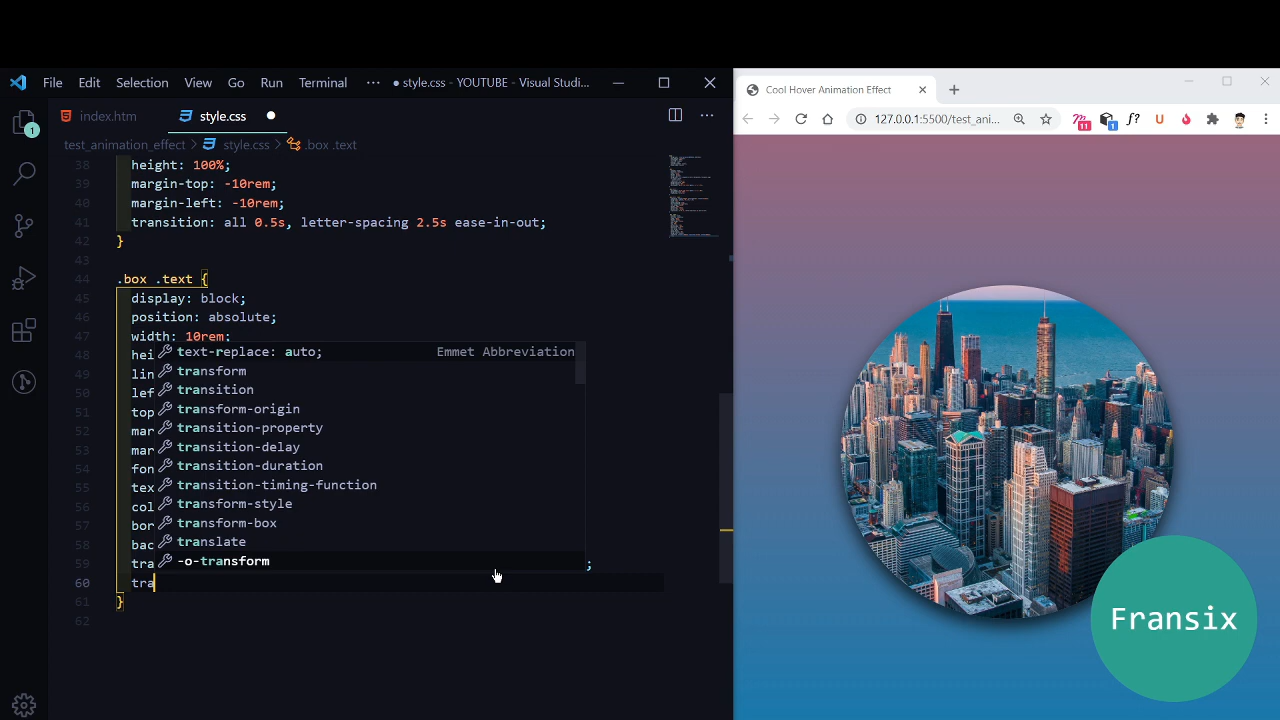 File Edit Selection View Go Run Terminal ··· ● style.css - YOUTUBE - Visual Studi...
index.html style.css
test_animation_effect > style.css > .box .text
38 height: 100%;
39 margin-top: -10rem;
40 margin-left: -10rem;
41 transition: all 0.5s, letter-spacing 2.5s ease-in-out;
42 }
43
44 .box .text {
45 display: block;
46 position: absolute;
47 width: 10rem;
48 hei
text-replace: auto; Emmet Abbreviation
49 lin
transform
50 lef
transition
51 top
transform-origin
52 mar
transition-property
53 mar
transition-delay
54 fon
transition-duration
55 tex
transition-timing-function
56 col
transform-style
57 bor
transform-box
58 bac
translate
59 tra ;
-o-transform
60 tra
61 }
62
1
Cool Hover Animation Effect
127.0.0.1:5500/test_ani...
11 1 f? U
Fransix